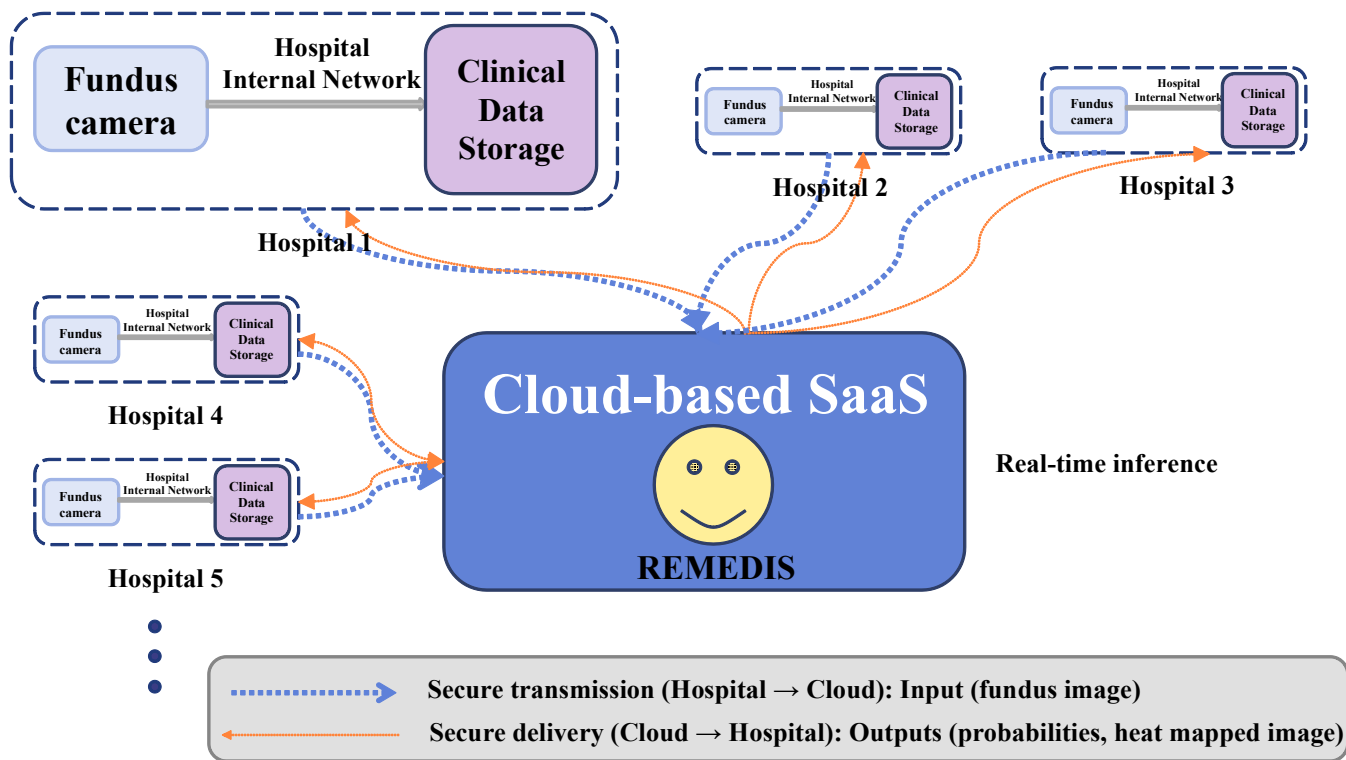 Fundus
camera
Hospital
Internal Network
Clinical
Data
Storage
Hospital 1
Fundus
camera
Hospital
Internal Network
Clinical
Data
Storage
Hospital 2
Fundus
camera
Hospital
Internal Network
Clinical
Data
Storage
Hospital 3
Fundus
camera
Hospital
Internal Network
Clinical
Data
Storage
Hospital 4
Fundus
camera
Hospital
Internal Network
Clinical
Data
Storage
Hospital 5
Cloud-based SaaS
REMEDIS
Real-time inference
Secure transmission (Hospital → Cloud): Input (fundus image)
Secure delivery (Cloud → Hospital): Outputs (probabilities, heat mapped image)